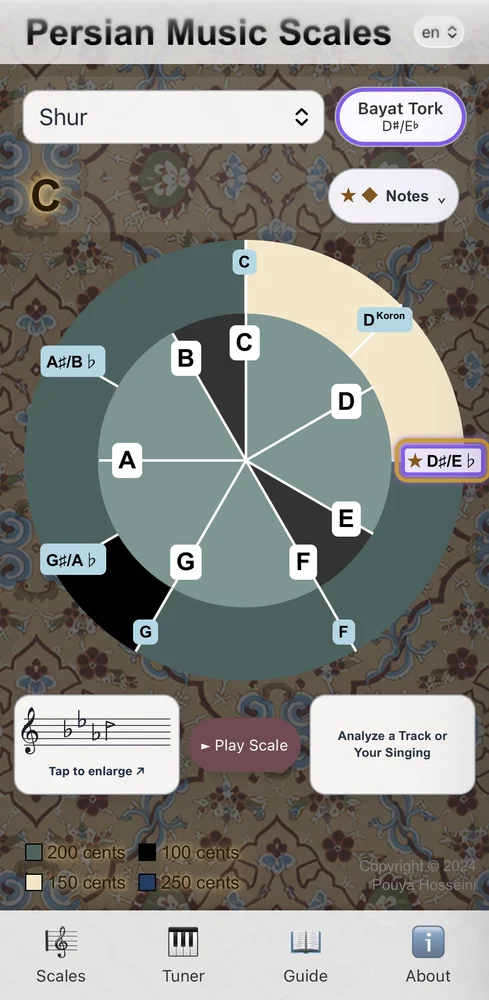 Persian Music Scales
en
Shur
Bayat Tork
D♯/E♭
C
★ ◆ Notes
C
D Koron
★ D♯/E ♭
F
G
G♯/A ♭
A♯/B ♭
C
D
E
F
G
A
B
Tap to enlarge ↗
► Play Scale
Analyze a Track or
Your Singing
200 cents
100 cents
150 cents
250 cents
Copyright © 2024
Pouya Hosseini
Scales
Tuner
Guide
About